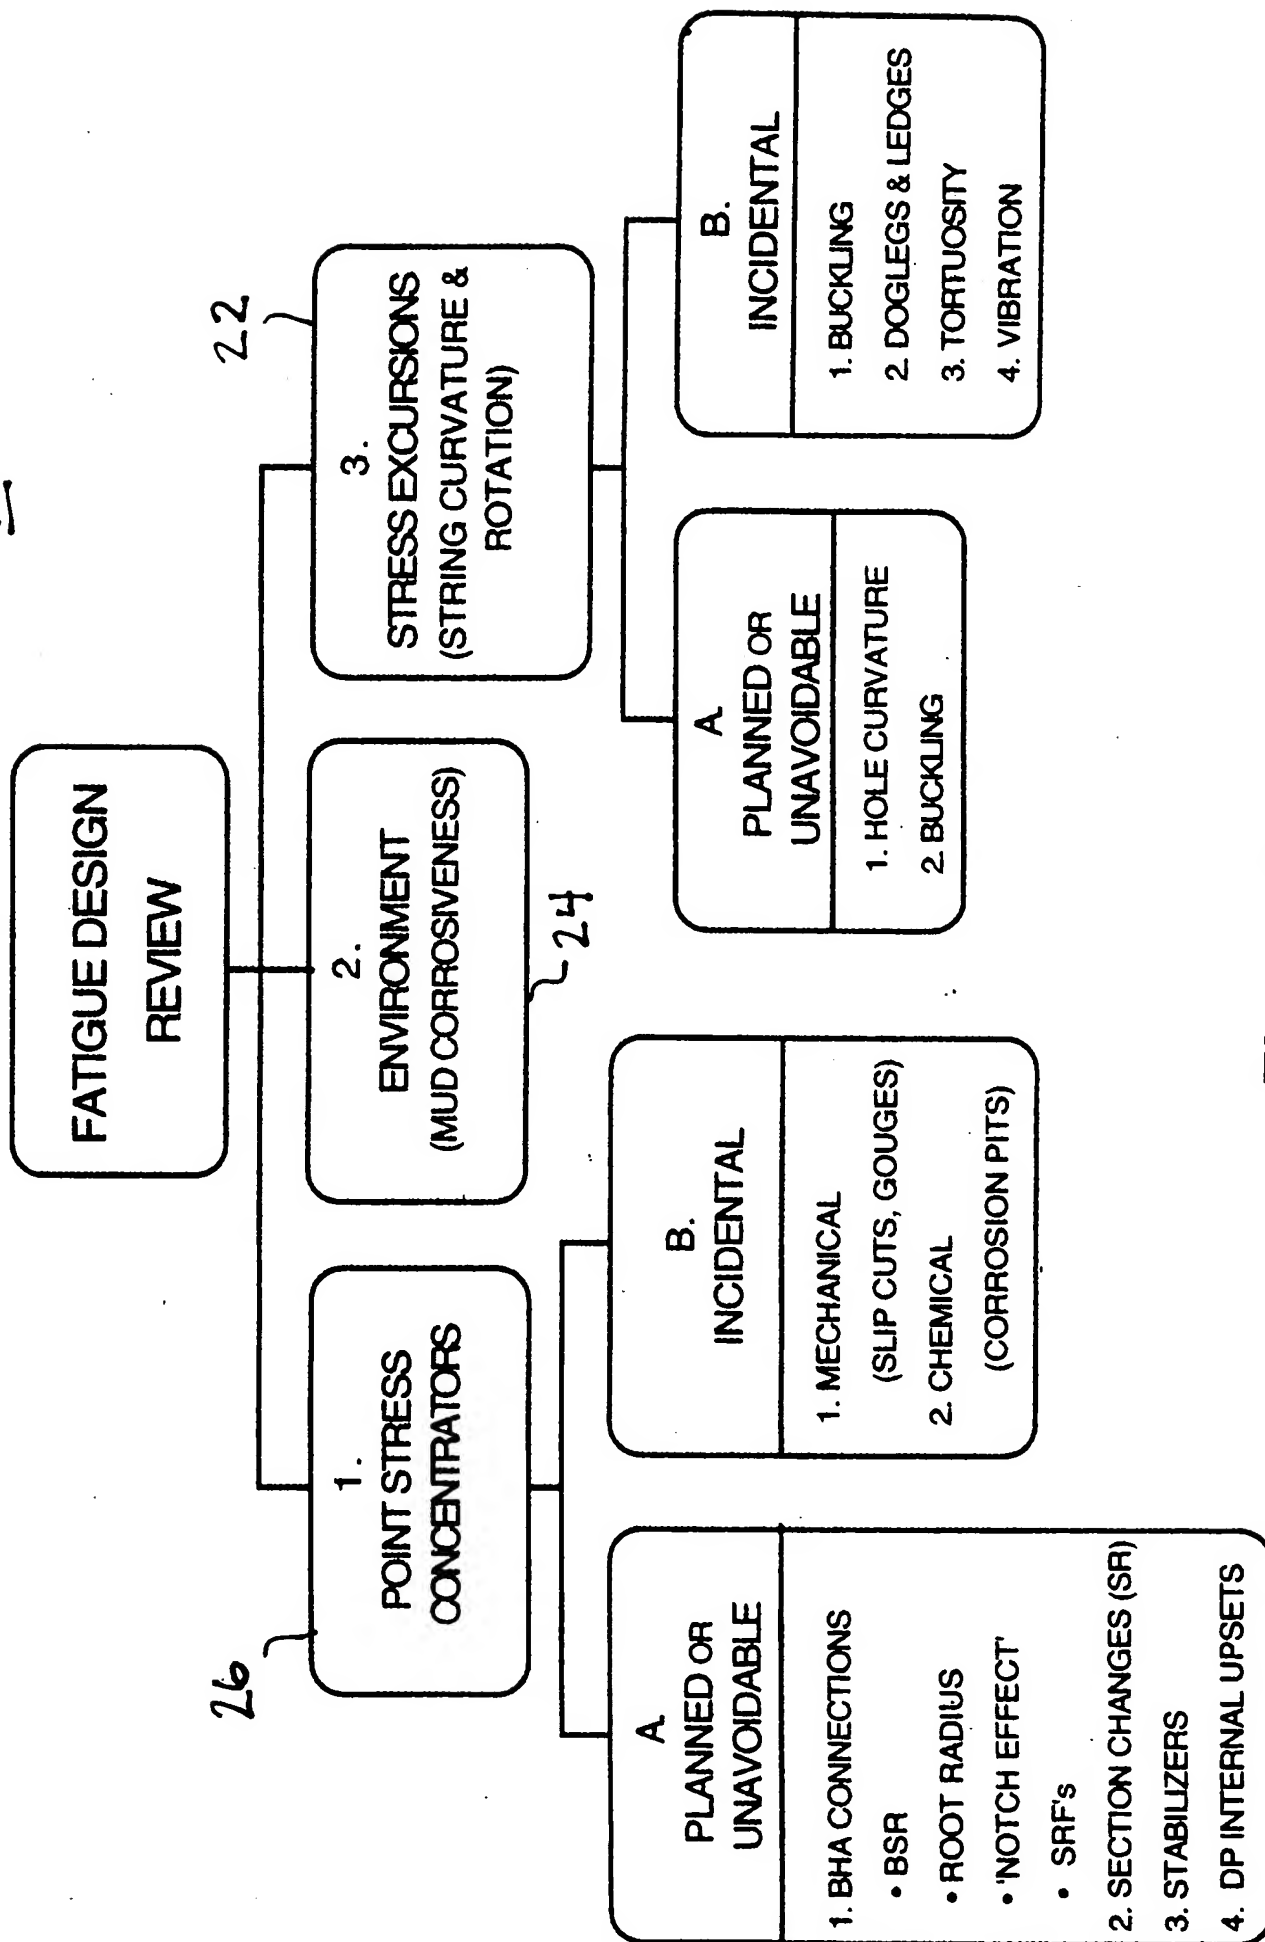 FATIGUE DESIGN
REVIEW
26
1.
POINT STRESS
CONCENTRATORS
2.
ENVIRONMENT
(MUD CORROSIVENESS)
24
22
3.
STRESS EXCURSIONS
(STRING CURVATURE &
ROTATION)
A.
PLANNED OR
UNAVOIDABLE
1. BHA CONNECTIONS
• BSR
• ROOT RADIUS
• 'NOTCH EFFECT'
• SRF's
2. SECTION CHANGES (SR)
3. STABILIZERS
4. DP INTERNAL UPSETS
B.
INCIDENTAL
1. MECHANICAL
(SLIP CUTS, GOUGES)
2. CHEMICAL
(CORROSION PITS)
A.
PLANNED OR
UNAVOIDABLE
1. HOLE CURVATURE
2. BUCKLING
B.
INCIDENTAL
1. BUCKLING
2. DOGLEGS & LEDGES
3. TORTUOSITY
4. VIBRATION